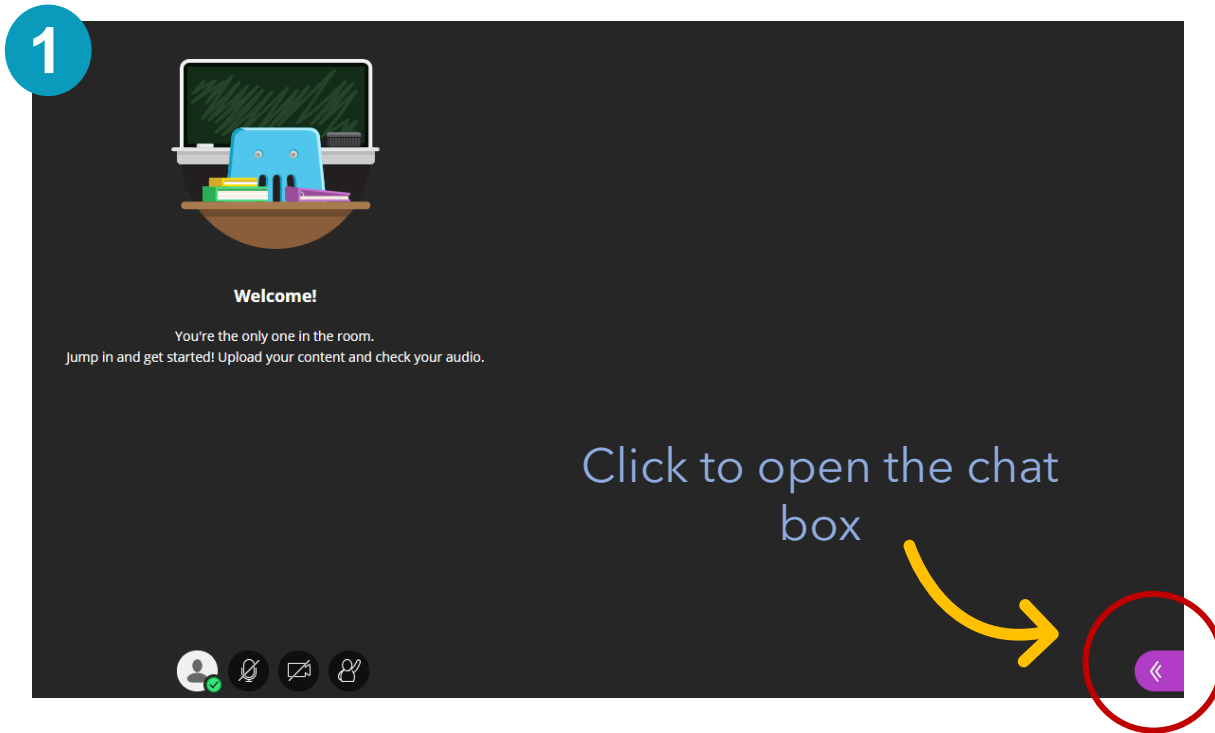 1
Welcome!
You're the only one in the room.
Jump in and get started! Upload your content and check your audio.
Click to open the chat
box